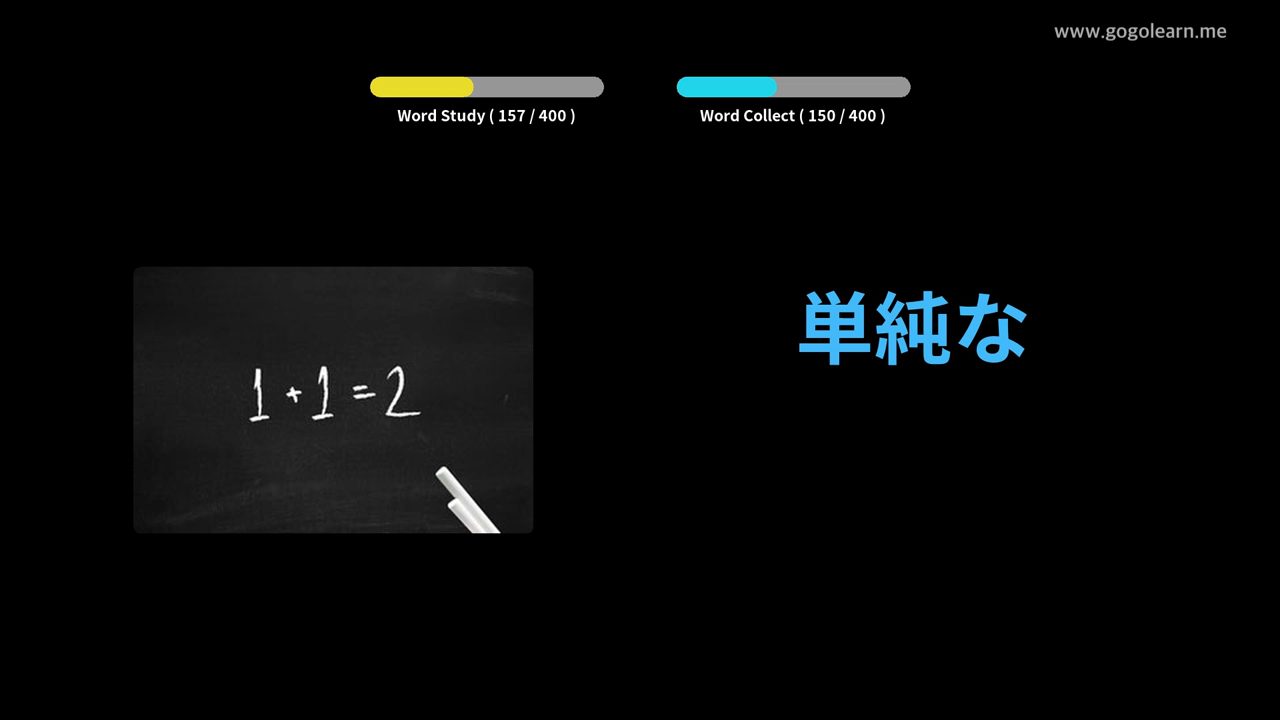 www.gogolearn.me
Word Study ( 157 / 400 )
Word Collect ( 150 / 400 )
単純な
1 + 1 = 2